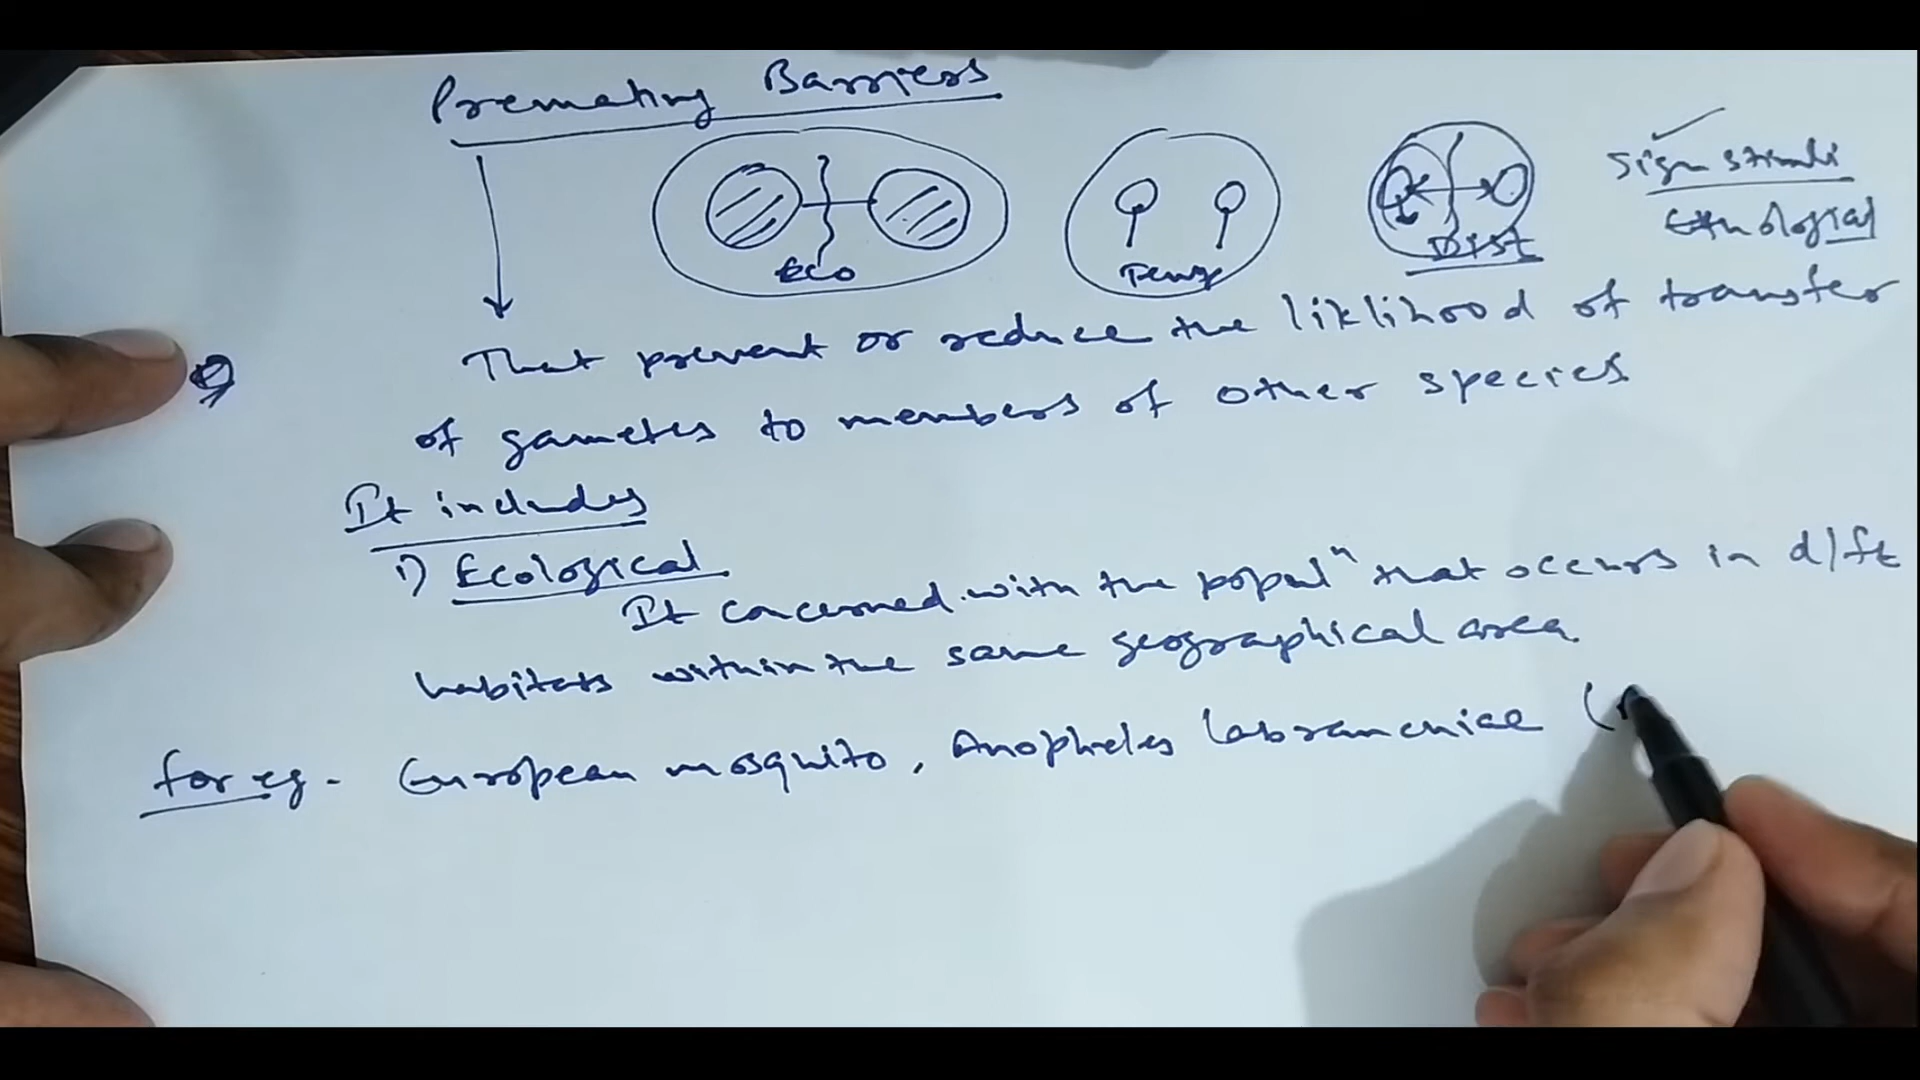 Premating Barriers
Eco
Temp
Dist
Sign stimuli
Ethological
That prevent or reduce the liklihood of transfer
of gametes to members of other species
It includes
1) Ecological
It concerned with the populⁿ that occurs in d/ft
habitats within the same geographical area.
for eg - European mosquito, Anopheles labranchiae (